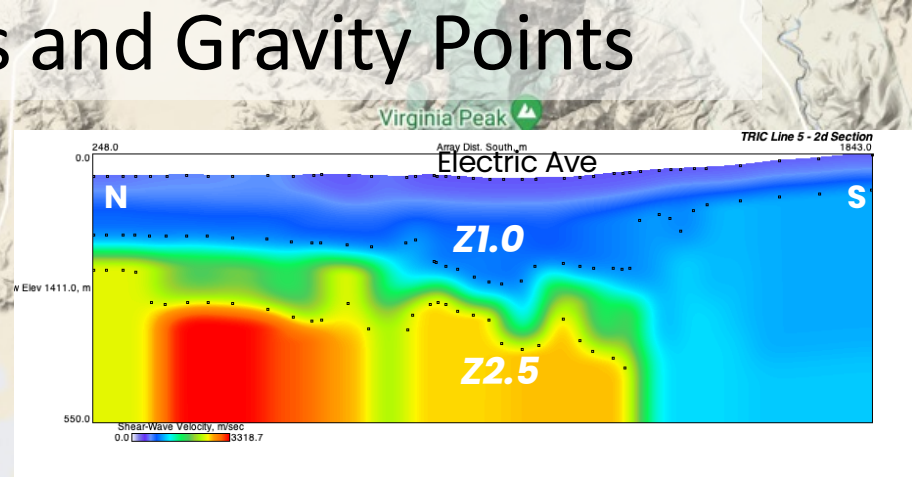 s and Gravity Points
Virginia Peak
TRIC Line 5 - 2d Section
248.0
Array Dist. South, m
1843.0
0.0
Electric Ave
N
S
Z1.0
w Elev 1411.0, m
Z2.5
550.0
Shear-Wave Velocity, m/sec
0.0
3318.7